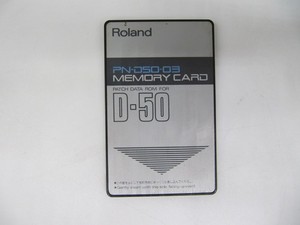 Roland
PN-D50-03
MEMORY CARD
PATCH DATA ROM FOR
D-50